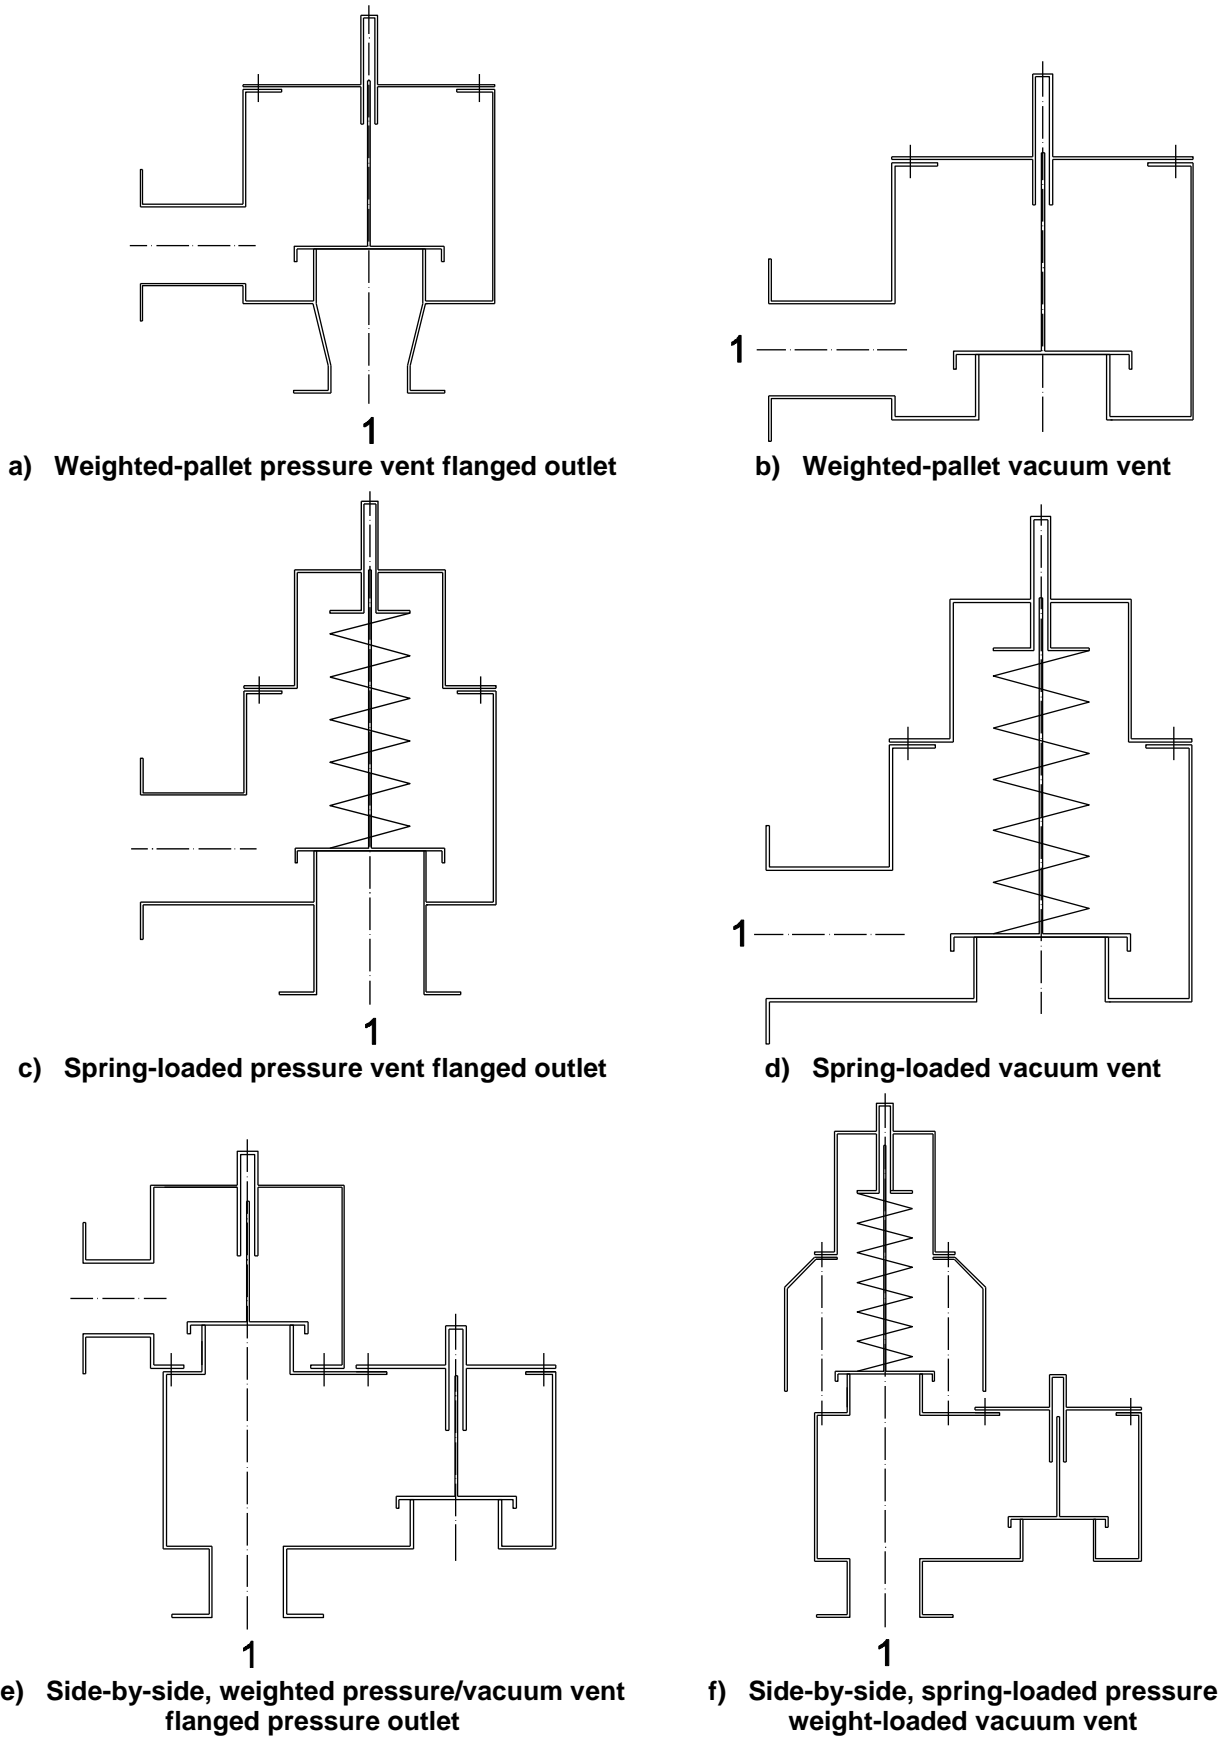 1
a) Weighted-pallet pressure vent flanged outlet
1
b) Weighted-pallet vacuum vent
1
c) Spring-loaded pressure vent flanged outlet
1
d) Spring-loaded vacuum vent
1
e) Side-by-side, weighted pressure/vacuum vent
flanged pressure outlet
1
f) Side-by-side, spring-loaded pressure
weight-loaded vacuum vent